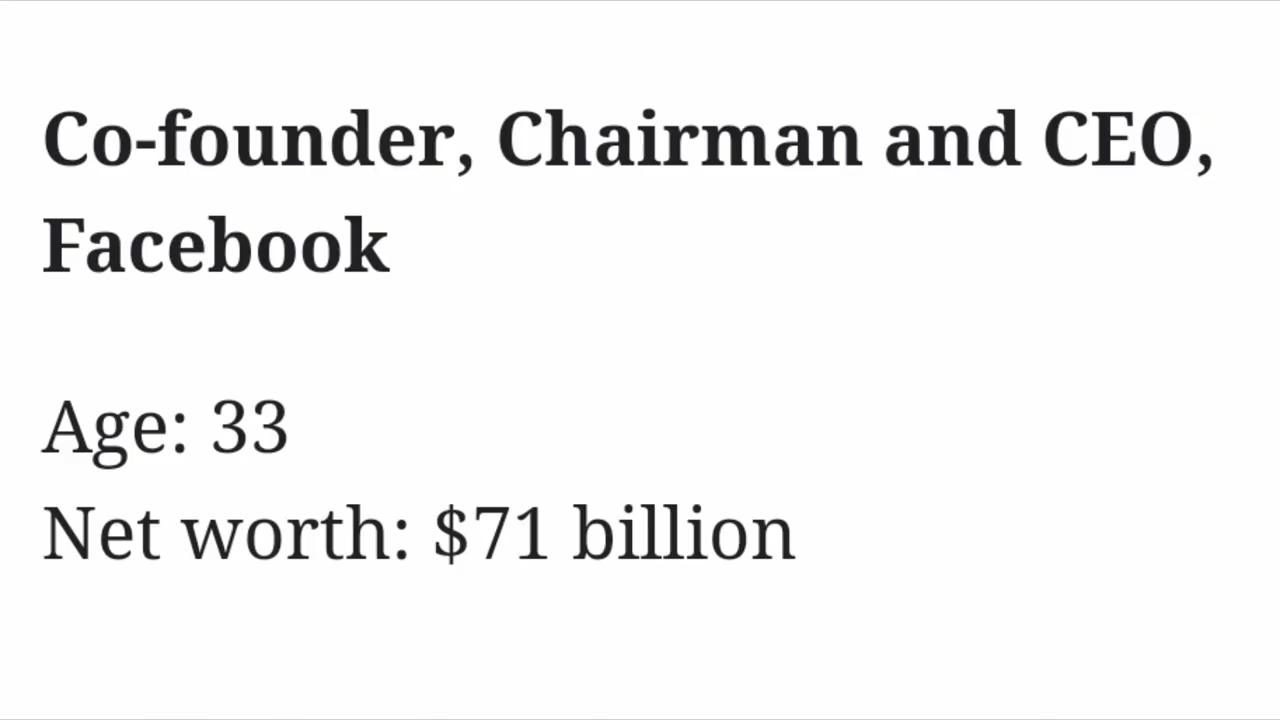 Co-founder, Chairman and CEO,
Facebook
Age: 33
Net worth: $71 billion